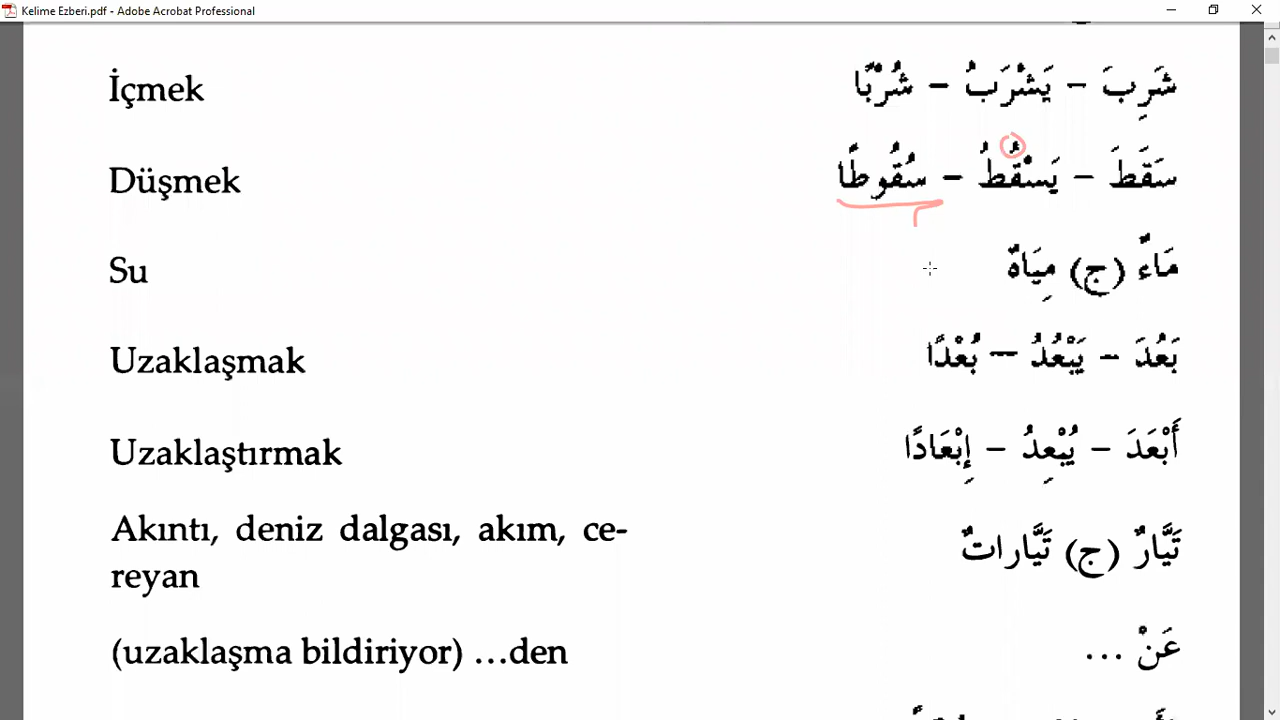 Kelime Ezberi.pdf - Adobe Acrobat Professional
İçmek شَرِبَ – يَشْرَبُ – شُرْبًا
Düşmek سَقَطَ – يَسْقُطُ – سُقُوطًا
Su مَاءٌ (ج) مِيَاهٌ
Uzaklaşmak بَعُدَ – يَبْعُدُ – بُعْدًا
Uzaklaştırmak أَبْعَدَ – يُبْعِدُ – إِبْعَادًا
Akıntı, deniz dalgası, akım, ce- تَيَّارٌ (ج) تَيَّارَاتٌ
reyan
(uzaklaşma bildiriyor) …den عَنْ ...